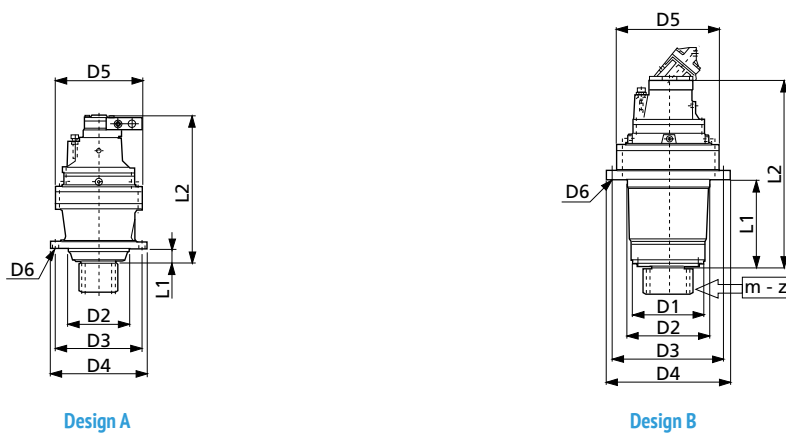 D5
L2
D6
L1
D2
D3
D4
Design A
D5
L2
D6
L1
m - z
D1
D2
D3
D4
Design B